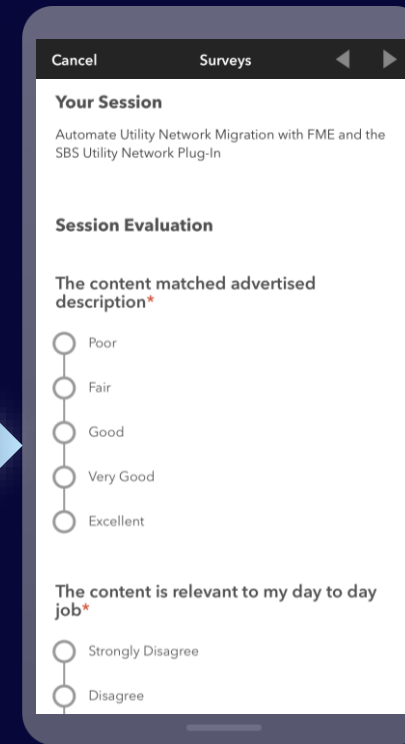 Cancel Surveys
Your Session
Automate Utility Network Migration with FME and the
SBS Utility Network Plug-In
Session Evaluation
The content matched advertised
description*
Poor
Fair
Good
Very Good
Excellent
The content is relevant to my day to day
job*
Strongly Disagree
Disagree